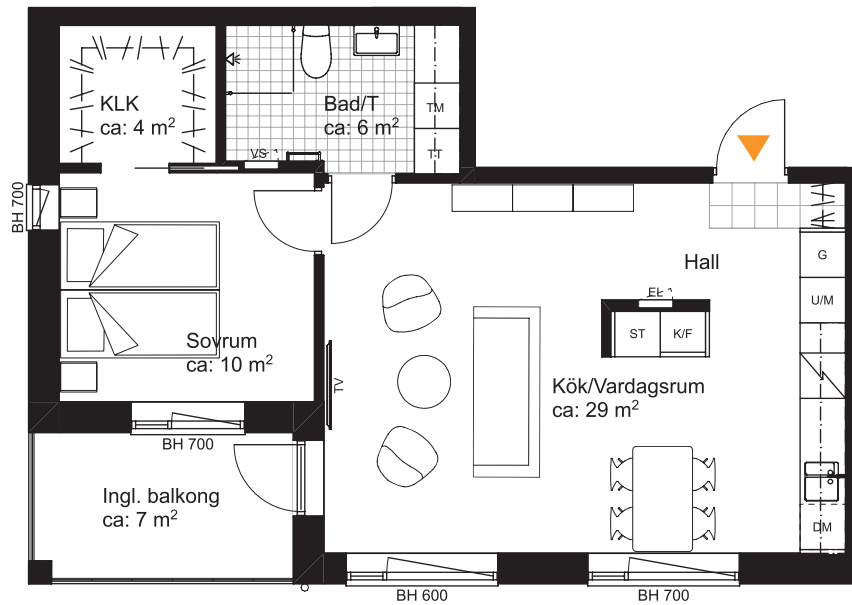 KLK
ca: 4 m²
Bad/T
ca: 6 m²
TM
TT
VS
BH 700
Hall
G
U/M
EL
ST
K/F
Sovrum
ca: 10 m²
TV
Kök/Vardagsrum
ca: 29 m²
BH 700
Ingl. balkong
ca: 7 m²
DM
BH 600
BH 700